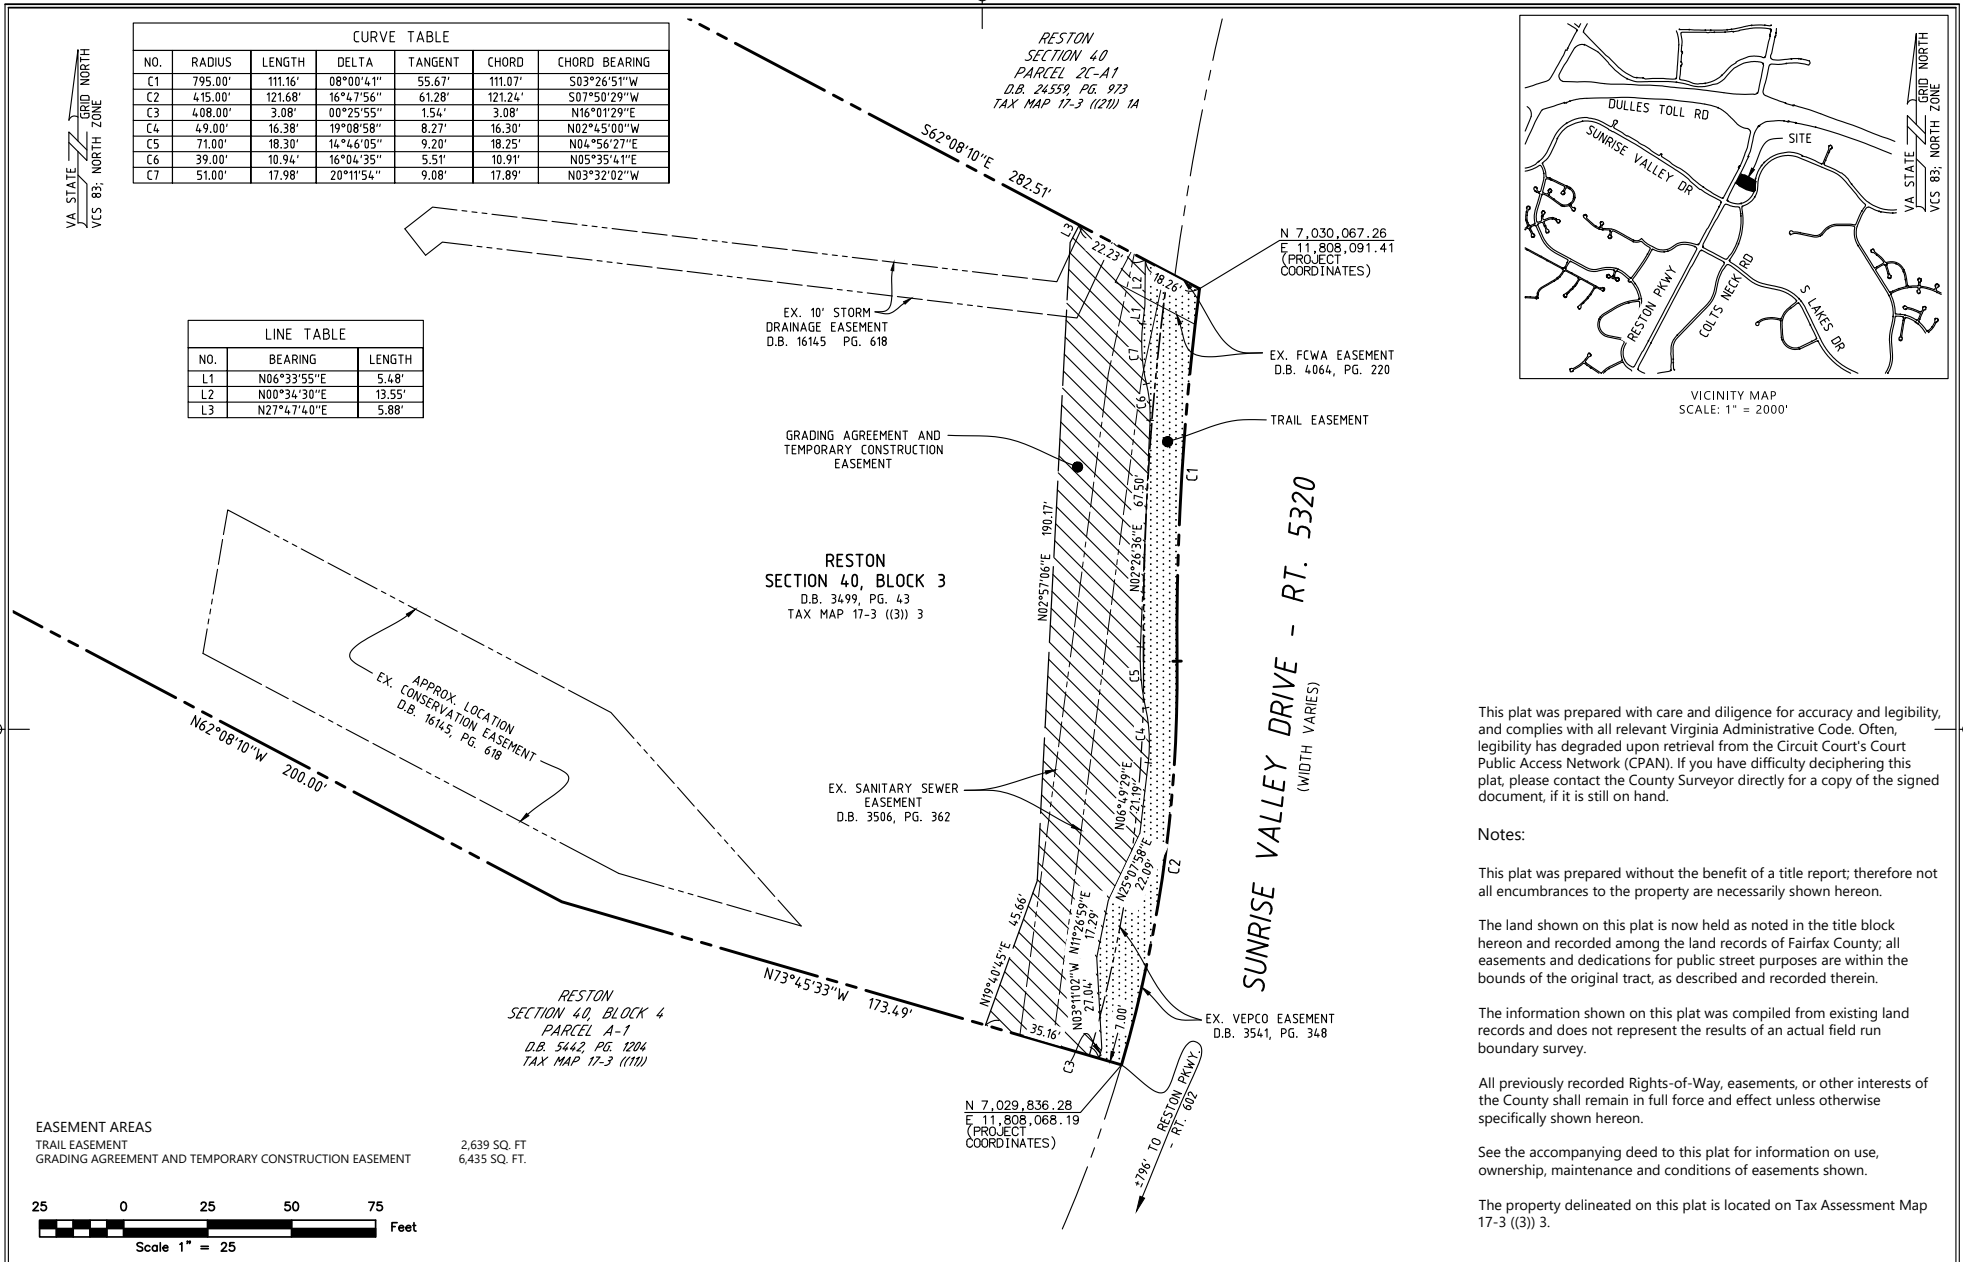 CURVE TABLE
NO. RADIUS LENGTH DELTA TANGENT CHORD CHORD BEARING
C1 795.00' 111.16' 08°00'41" 55.67' 111.07' S03°26'51"W
C2 415.00' 121.68' 16°47'56" 61.28' 121.24' S07°50'29"W
C3 408.00' 3.08' 00°25'55" 1.54' 3.08' N16°01'29"E
C4 49.00' 16.38' 19°08'58" 8.27' 16.30' N02°45'00"W
C5 71.00' 18.30' 14°46'05" 9.20' 18.25' N04°56'27"E
C6 39.00' 10.94' 16°04'35" 5.51' 10.91' N05°35'41"E
C7 51.00' 17.98' 20°11'54" 9.08' 17.89' N03°32'02"W
VA STATE GRID NORTH
VCS 83; NORTH ZONE
LINE TABLE
NO. BEARING LENGTH
L1 N06°33'55"E 5.48'
L2 N00°34'30"E 13.55'
L3 N27°47'40"E 5.88'
RESTON
SECTION 40
PARCEL 2C-A1
D.B. 24559, PG. 973
TAX MAP 17-3 ((21)) 1A
S62°08'10"E 282.51'
N 7,030,067.26
E 11,808,091.41
(PROJECT
COORDINATES)
L3
22.23'
18.26'
L2
L1
C7
C6
EX. 10' STORM
DRAINAGE EASEMENT
D.B. 16145 PG. 618
EX. FCWA EASEMENT
D.B. 4064, PG. 220
TRAIL EASEMENT
GRADING AGREEMENT AND
TEMPORARY CONSTRUCTION
EASEMENT
C1
N02°57'06"E 190.17'
N02°26'36"E 67.50'
RESTON
SECTION 40, BLOCK 3
D.B. 3499, PG. 43
TAX MAP 17-3 ((3)) 3
SUNRISE VALLEY DRIVE - RT. 5320
(WIDTH VARIES)
C5
C4
APPROX. LOCATION
EX. CONSERVATION EASEMENT
D.B. 16145, PG. 618
N62°08'10"W 200.00'
EX. SANITARY SEWER
EASEMENT
D.B. 3506, PG. 362
N06°49'29"E
21.19'
N25°07'58"E
22.09'
C2
N11°26'59"E
17.29'
N19°40'45"E 45.66'
N03°11'02"W
27.04'
N73°45'33"W 173.49'
35.16'
7.00'
C3
EX. VEPCO EASEMENT
D.B. 3541, PG. 348
RESTON
SECTION 40, BLOCK 4
PARCEL A-1
D.B. 5442, PG. 1204
TAX MAP 17-3 ((11))
N 7,029,836.28
E 11,808,068.19
(PROJECT
COORDINATES)
±796' TO RESTON PKWY.
- RT. 602
DULLES TOLL RD
SUNRISE VALLEY DR
SITE
RESTON PKWY
COLTS NECK RD
S LAKES DR
VA STATE GRID NORTH
VCS 83; NORTH ZONE
VICINITY MAP
SCALE: 1" = 2000'
This plat was prepared with care and diligence for accuracy and legibility,
and complies with all relevant Virginia Administrative Code. Often,
legibility has degraded upon retrieval from the Circuit Court's Court
Public Access Network (CPAN). If you have difficulty deciphering this
plat, please contact the County Surveyor directly for a copy of the signed
document, if it is still on hand.
Notes:
This plat was prepared without the benefit of a title report; therefore not
all encumbrances to the property are necessarily shown hereon.
The land shown on this plat is now held as noted in the title block
hereon and recorded among the land records of Fairfax County; all
easements and dedications for public street purposes are within the
bounds of the original tract, as described and recorded therein.
The information shown on this plat was compiled from existing land
records and does not represent the results of an actual field run
boundary survey.
All previously recorded Rights-of-Way, easements, or other interests of
the County shall remain in full force and effect unless otherwise
specifically shown hereon.
See the accompanying deed to this plat for information on use,
ownership, maintenance and conditions of easements shown.
The property delineated on this plat is located on Tax Assessment Map
17-3 ((3)) 3.
EASEMENT AREAS
TRAIL EASEMENT 2,639 SQ. FT
GRADING AGREEMENT AND TEMPORARY CONSTRUCTION EASEMENT 6,435 SQ. FT.
25 0 25 50 75
Feet
Scale 1" = 25